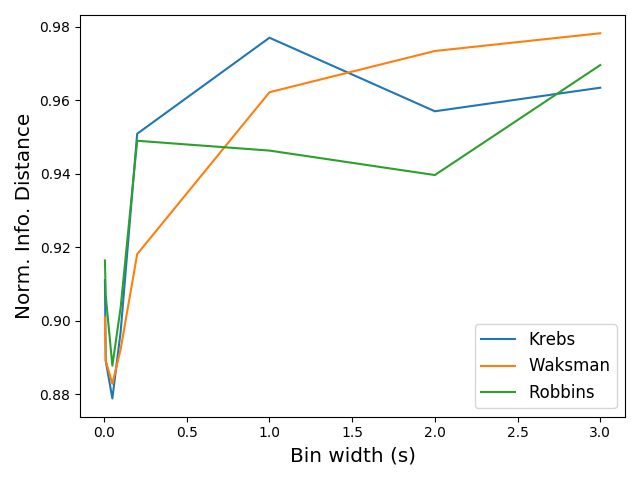 0.98
0.96
0.94
0.92
0.90
0.88
Norm. Info. Distance
0.0 0.5 1.0 1.5 2.0 2.5 3.0
Bin width (s)
Krebs
Waksman
Robbins